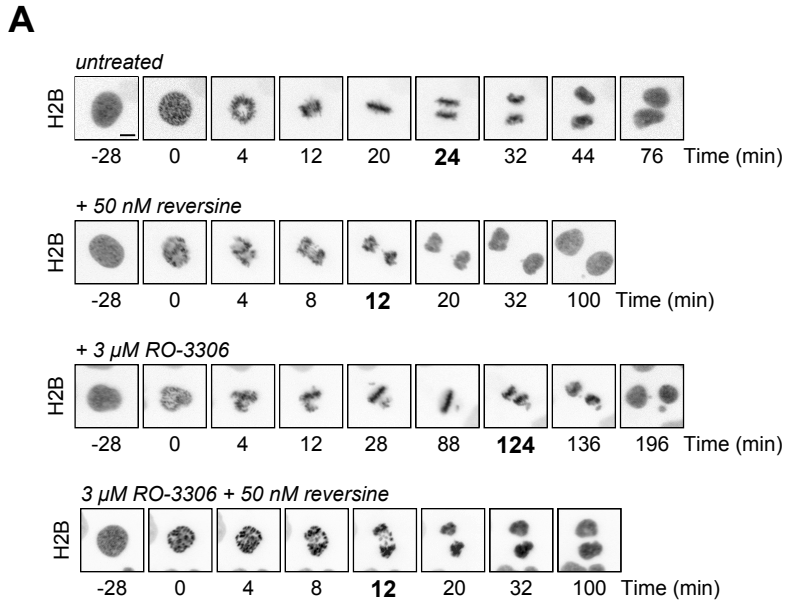 A
untreated
H2B
-28 0 4 12 20 24 32 44 76 Time (min)
+ 50 nM reversine
H2B
-28 0 4 8 12 20 32 100 Time (min)
+ 3 µM RO-3306
H2B
-28 0 4 12 28 88 124 136 196 Time (min)
3 µM RO-3306 + 50 nM reversine
H2B
-28 0 4 8 12 20 32 100 Time (min)